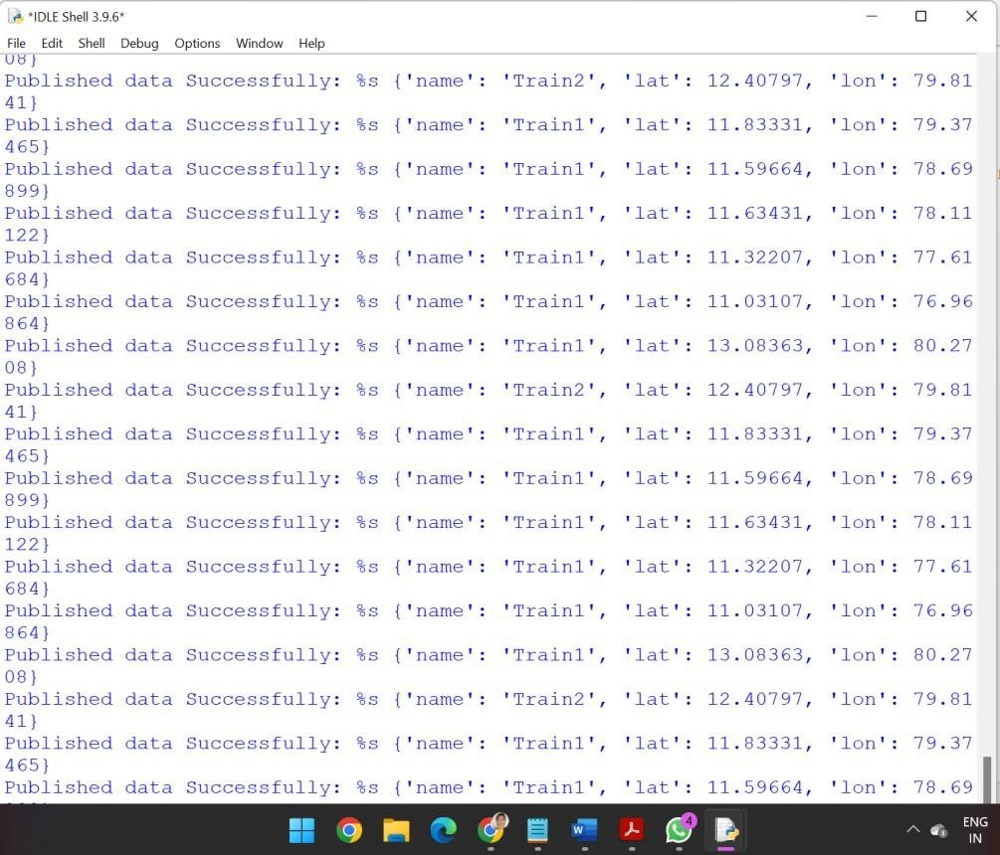 *IDLE Shell 3.9.6*
File Edit Shell Debug Options Window Help
08}
Published data Successfully: %s {'name': 'Train2', 'lat': 12.40797, 'lon': 79.81
41}
Published data Successfully: %s {'name': 'Train1', 'lat': 11.83331, 'lon': 79.37
465}
Published data Successfully: %s {'name': 'Train1', 'lat': 11.59664, 'lon': 78.69
899}
Published data Successfully: %s {'name': 'Train1', 'lat': 11.63431, 'lon': 78.11
122}
Published data Successfully: %s {'name': 'Train1', 'lat': 11.32207, 'lon': 77.61
684}
Published data Successfully: %s {'name': 'Train1', 'lat': 11.03107, 'lon': 76.96
864}
Published data Successfully: %s {'name': 'Train1', 'lat': 13.08363, 'lon': 80.27
08}
Published data Successfully: %s {'name': 'Train2', 'lat': 12.40797, 'lon': 79.81
41}
Published data Successfully: %s {'name': 'Train1', 'lat': 11.83331, 'lon': 79.37
465}
Published data Successfully: %s {'name': 'Train1', 'lat': 11.59664, 'lon': 78.69
899}
Published data Successfully: %s {'name': 'Train1', 'lat': 11.63431, 'lon': 78.11
122}
Published data Successfully: %s {'name': 'Train1', 'lat': 11.32207, 'lon': 77.61
684}
Published data Successfully: %s {'name': 'Train1', 'lat': 11.03107, 'lon': 76.96
864}
Published data Successfully: %s {'name': 'Train1', 'lat': 13.08363, 'lon': 80.27
08}
Published data Successfully: %s {'name': 'Train2', 'lat': 12.40797, 'lon': 79.81
41}
Published data Successfully: %s {'name': 'Train1', 'lat': 11.83331, 'lon': 79.37
465}
Published data Successfully: %s {'name': 'Train1', 'lat': 11.59664, 'lon': 78.69
W
4
ENG
IN